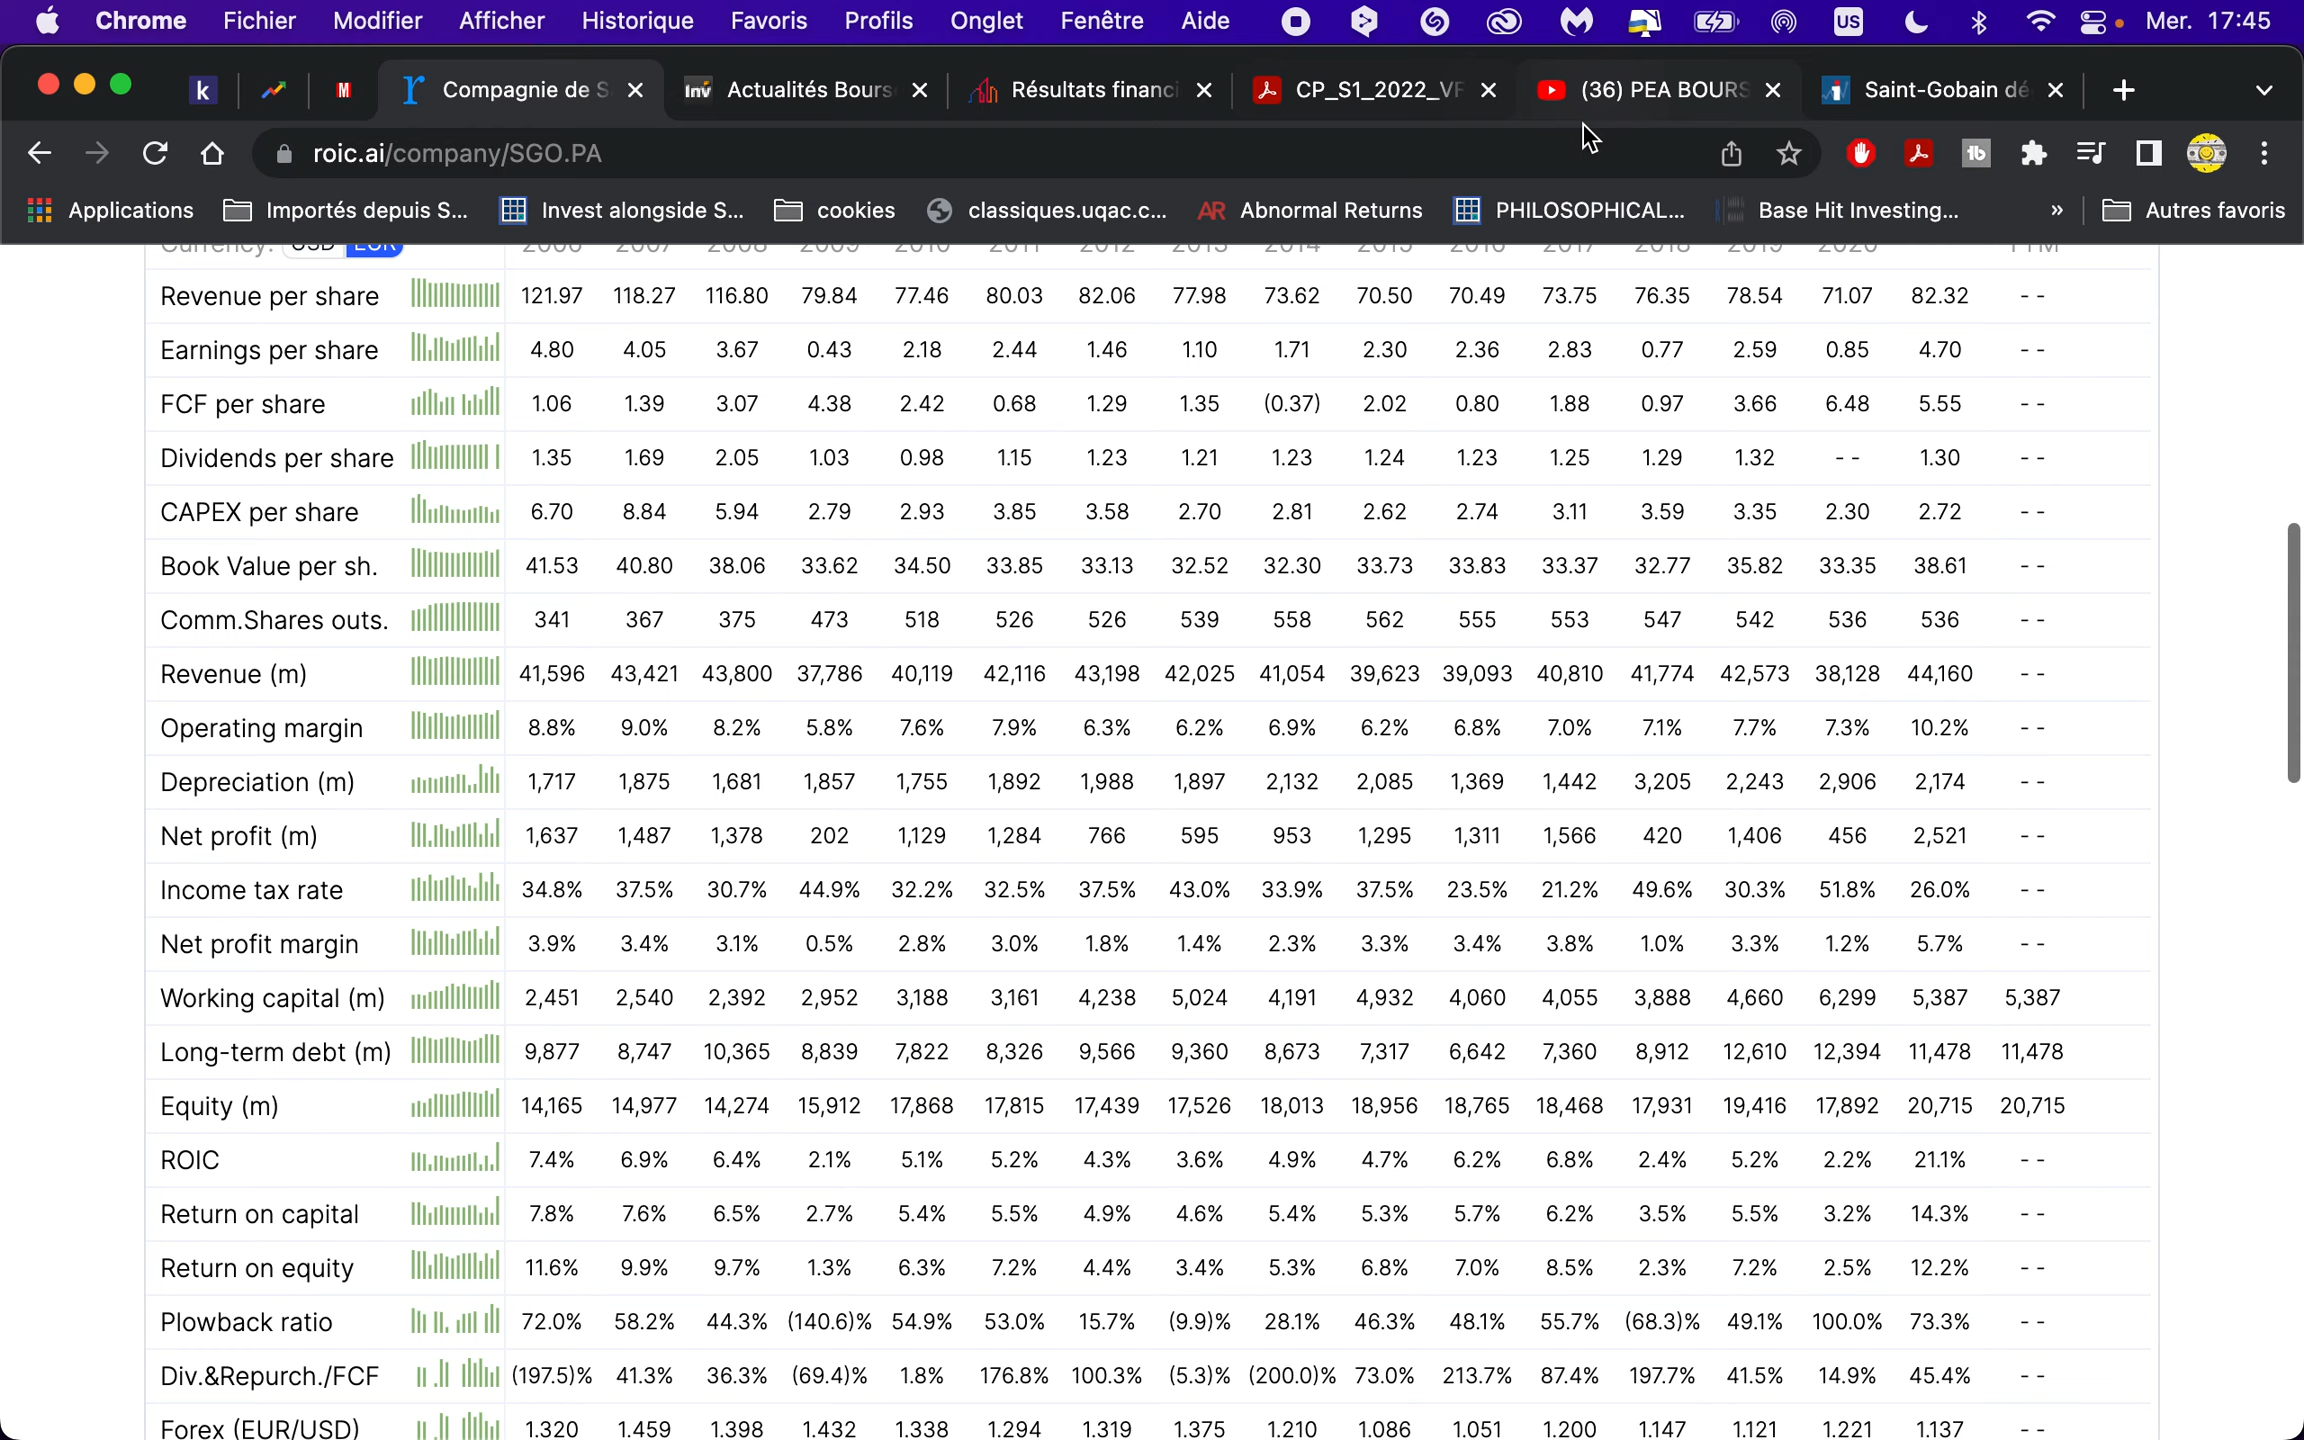 Chrome Fichier Modifier Afficher Historique Favoris Profils Onglet Fenêtre Aide US Mer. 17:45
k M Compagnie de S Inv Actualités Bours Résultats financi CP_S1_2022_VF (36) PEA BOURS Saint-Gobain dé
roic.ai/company/SGO.PA
Applications Importés depuis S... Invest alongside S... cookies classiques.uqac.c... AR Abnormal Returns PHILOSOPHICAL... Base Hit Investing... » Autres favoris
Currency: USD EUR 2006 2007 2008 2009 2010 2011 2012 2013 2014 2015 2016 2017 2018 2019 2020 TTM
Revenue per share 121.97 118.27 116.80 79.84 77.46 80.03 82.06 77.98 73.62 70.50 70.49 73.75 76.35 78.54 71.07 82.32 - -
Earnings per share 4.80 4.05 3.67 0.43 2.18 2.44 1.46 1.10 1.71 2.30 2.36 2.83 0.77 2.59 0.85 4.70 - -
FCF per share 1.06 1.39 3.07 4.38 2.42 0.68 1.29 1.35 (0.37) 2.02 0.80 1.88 0.97 3.66 6.48 5.55 - -
Dividends per share 1.35 1.69 2.05 1.03 0.98 1.15 1.23 1.21 1.23 1.24 1.23 1.25 1.29 1.32 - - 1.30 - -
CAPEX per share 6.70 8.84 5.94 2.79 2.93 3.85 3.58 2.70 2.81 2.62 2.74 3.11 3.59 3.35 2.30 2.72 - -
Book Value per sh. 41.53 40.80 38.06 33.62 34.50 33.85 33.13 32.52 32.30 33.73 33.83 33.37 32.77 35.82 33.35 38.61 - -
Comm.Shares outs. 341 367 375 473 518 526 526 539 558 562 555 553 547 542 536 536 - -
Revenue (m) 41,596 43,421 43,800 37,786 40,119 42,116 43,198 42,025 41,054 39,623 39,093 40,810 41,774 42,573 38,128 44,160 - -
Operating margin 8.8% 9.0% 8.2% 5.8% 7.6% 7.9% 6.3% 6.2% 6.9% 6.2% 6.8% 7.0% 7.1% 7.7% 7.3% 10.2% - -
Depreciation (m) 1,717 1,875 1,681 1,857 1,755 1,892 1,988 1,897 2,132 2,085 1,369 1,442 3,205 2,243 2,906 2,174 - -
Net profit (m) 1,637 1,487 1,378 202 1,129 1,284 766 595 953 1,295 1,311 1,566 420 1,406 456 2,521 - -
Income tax rate 34.8% 37.5% 30.7% 44.9% 32.2% 32.5% 37.5% 43.0% 33.9% 37.5% 23.5% 21.2% 49.6% 30.3% 51.8% 26.0% - -
Net profit margin 3.9% 3.4% 3.1% 0.5% 2.8% 3.0% 1.8% 1.4% 2.3% 3.3% 3.4% 3.8% 1.0% 3.3% 1.2% 5.7% - -
Working capital (m) 2,451 2,540 2,392 2,952 3,188 3,161 4,238 5,024 4,191 4,932 4,060 4,055 3,888 4,660 6,299 5,387 5,387
Long-term debt (m) 9,877 8,747 10,365 8,839 7,822 8,326 9,566 9,360 8,673 7,317 6,642 7,360 8,912 12,610 12,394 11,478 11,478
Equity (m) 14,165 14,977 14,274 15,912 17,868 17,815 17,439 17,526 18,013 18,956 18,765 18,468 17,931 19,416 17,892 20,715 20,715
ROIC 7.4% 6.9% 6.4% 2.1% 5.1% 5.2% 4.3% 3.6% 4.9% 4.7% 6.2% 6.8% 2.4% 5.2% 2.2% 21.1% - -
Return on capital 7.8% 7.6% 6.5% 2.7% 5.4% 5.5% 4.9% 4.6% 5.4% 5.3% 5.7% 6.2% 3.5% 5.5% 3.2% 14.3% - -
Return on equity 11.6% 9.9% 9.7% 1.3% 6.3% 7.2% 4.4% 3.4% 5.3% 6.8% 7.0% 8.5% 2.3% 7.2% 2.5% 12.2% - -
Plowback ratio 72.0% 58.2% 44.3% (140.6)% 54.9% 53.0% 15.7% (9.9)% 28.1% 46.3% 48.1% 55.7% (68.3)% 49.1% 100.0% 73.3% - -
Div.&Repurch./FCF (197.5)% 41.3% 36.3% (69.4)% 1.8% 176.8% 100.3% (5.3)% (200.0)% 73.0% 213.7% 87.4% 197.7% 41.5% 14.9% 45.4% - -
Forex (EUR/USD) 1.320 1.459 1.398 1.432 1.338 1.294 1.319 1.375 1.210 1.086 1.051 1.200 1.147 1.121 1.221 1.137 - -